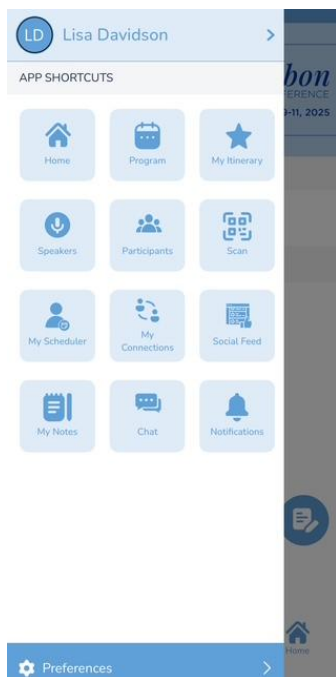 LD Lisa Davidson
APP SHORTCUTS
Home Program My Itinerary
Speakers Participants Scan
My Scheduler My Connections Social Feed
My Notes Chat Notifications
Preferences
bon
ERENCE
-11, 2025
Home